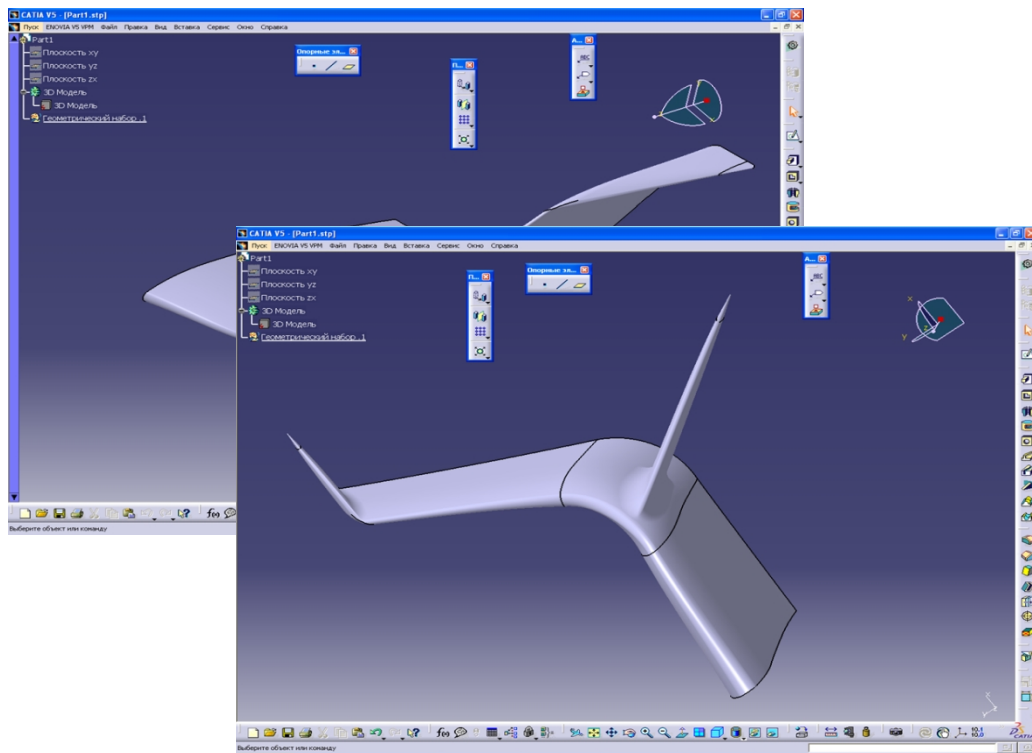 CATIA V5 - [Part1.stp]
Пуск ENOVIA V5 VPM Файл Правка Вид Вставка Сервис Окно Справка
Part1
Плоскость xy
Плоскость yz
Плоскость zx
3D Модель
3D Модель
Геометрический набор .1
Опорные эл...
П...
A...
ABC
f(x)
Выберите объект или команду
CATIA V5 - [Part1.stp]
Пуск ENOVIA V5 VPM Файл Правка Вид Вставка Сервис Окно Справка
Part1
Плоскость xy
Плоскость yz
Плоскость zx
3D Модель
3D Модель
Геометрический набор .1
П...
Опорные эл...
A...
ABC
x
y
z
f(x)
Выберите объект или команду